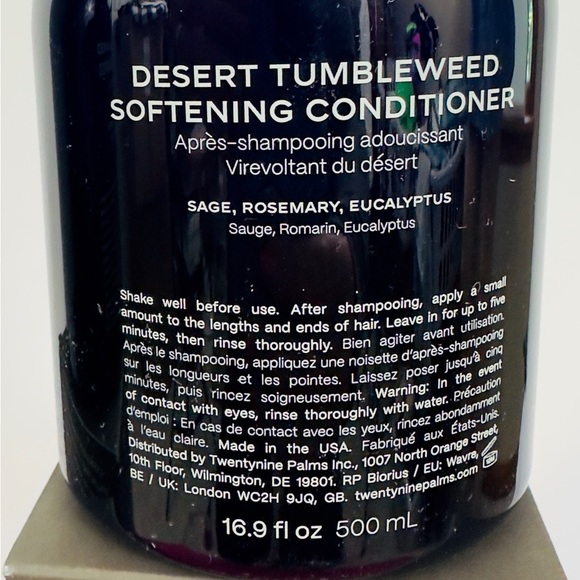 DESERT TUMBLEWEED
SOFTENING CONDITIONER
Après-shampooing adoucissant
Virevoltant du désert
SAGE, ROSEMARY, EUCALYPTUS
Sauge, Romarin, Eucalyptus
Shake well before use. After shampooing, apply a small
amount to the lengths and ends of hair. Leave in for up to five
minutes, then rinse thoroughly. Bien agiter avant utilisation.
Après le shampooing, appliquez une noisette d'après-shampooing
sur les longueurs et les pointes. Laissez poser jusqu'à cinq
minutes, puis rincez soigneusement. Warning: In the event
of contact with eyes, rinse thoroughly with water. Précaution
d'emploi : En cas de contact avec les yeux, rincez abondamment
à l'eau claire. Made in the USA. Fabriqué aux États-Unis.
Distributed by Twentynine Palms Inc., 1007 North Orange Street,
10th Floor, Wilmington, DE 19801. RP Blorius / EU: Wavre,
BE / UK: London WC2H 9JQ, GB. twentyninepalms.com
16.9 fl oz 500 mL